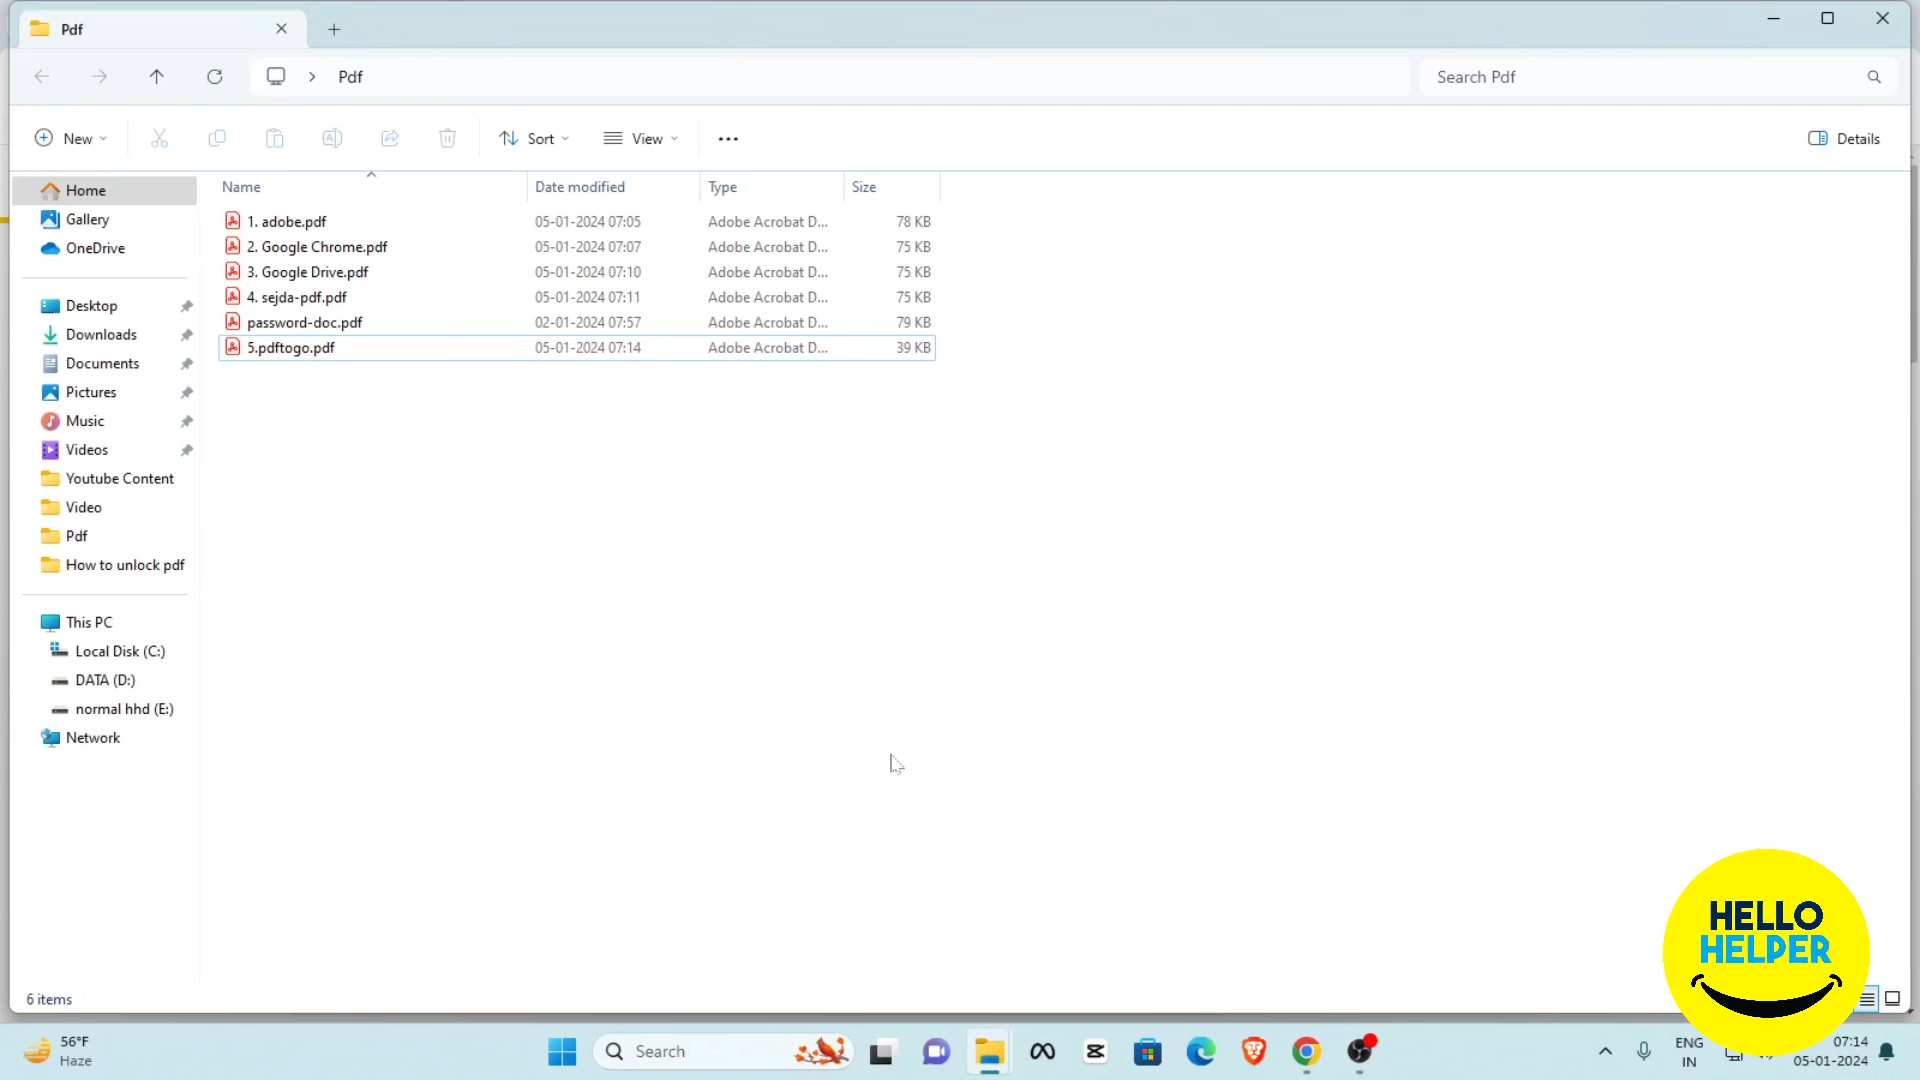 Pdf
Pdf
Search Pdf
New
Sort
View
Details
Name Date modified Type Size
1. adobe.pdf 05-01-2024 07:05 Adobe Acrobat D... 78 KB
2. Google Chrome.pdf 05-01-2024 07:07 Adobe Acrobat D... 75 KB
3. Google Drive.pdf 05-01-2024 07:10 Adobe Acrobat D... 75 KB
4. sejda-pdf.pdf 05-01-2024 07:11 Adobe Acrobat D... 75 KB
password-doc.pdf 02-01-2024 07:57 Adobe Acrobat D... 79 KB
5.pdftogo.pdf 05-01-2024 07:14 Adobe Acrobat D... 39 KB
Home
Gallery
OneDrive
Desktop
Downloads
Documents
Pictures
Music
Videos
Youtube Content
Video
Pdf
How to unlock pdf
This PC
Local Disk (C:)
DATA (D:)
normal hhd (E:)
Network
6 items
HELLO
HELPER
56°F
Haze
Search
ENG
IN
07:14
05-01-2024